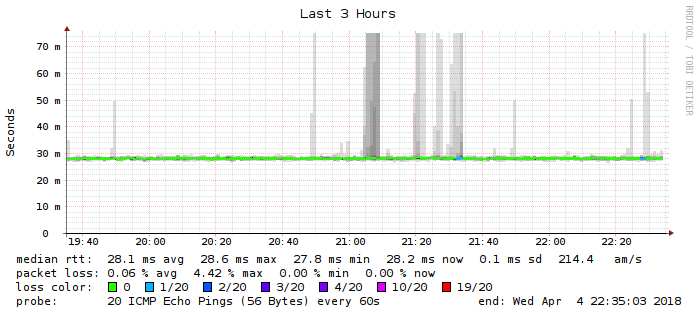 Last 3 Hours
RRDTOOL / TOBI OETIKER
Seconds
70 m
60 m
50 m
40 m
30 m
20 m
10 m
0
19:40 20:00 20:20 20:40 21:00 21:20 21:40 22:00 22:20
median rtt: 28.1 ms avg 28.6 ms max 27.8 ms min 28.2 ms now 0.1 ms sd 214.4 am/s
packet loss: 0.06 % avg 4.42 % max 0.00 % min 0.00 % now
loss color: 0 1/20 2/20 3/20 4/20 10/20 19/20
probe: 20 ICMP Echo Pings (56 Bytes) every 60s end: Wed Apr 4 22:35:03 2018